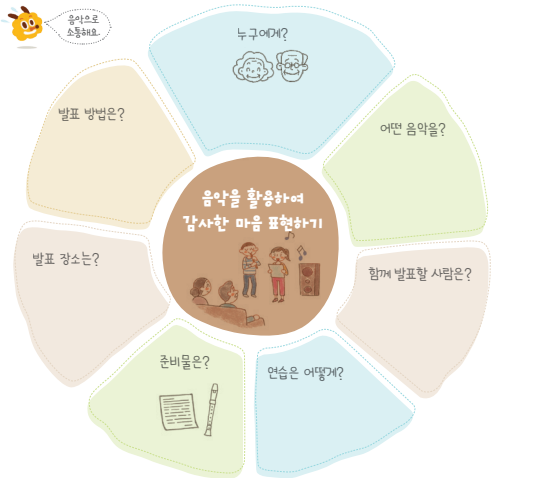 음악으로
소통해요
누구에게?
어떤 음악을?
함께 발표할 사람은?
연습은 어떻게?
준비물은?
발표 장소는?
발표 방법은?
음악을 활용하여
감사한 마음 표현하기